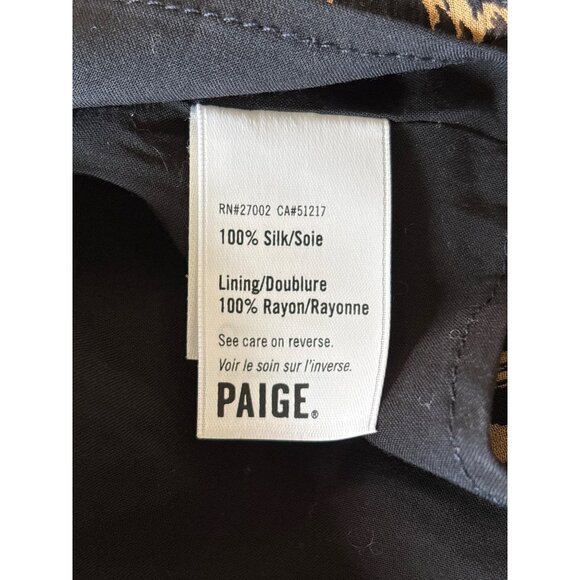 RN#27002 CA#51217
100% Silk/Soie
Lining/Doublure
100% Rayon/Rayonne
See care on reverse.
Voir le soin sur l'inverse.
PAIGE®